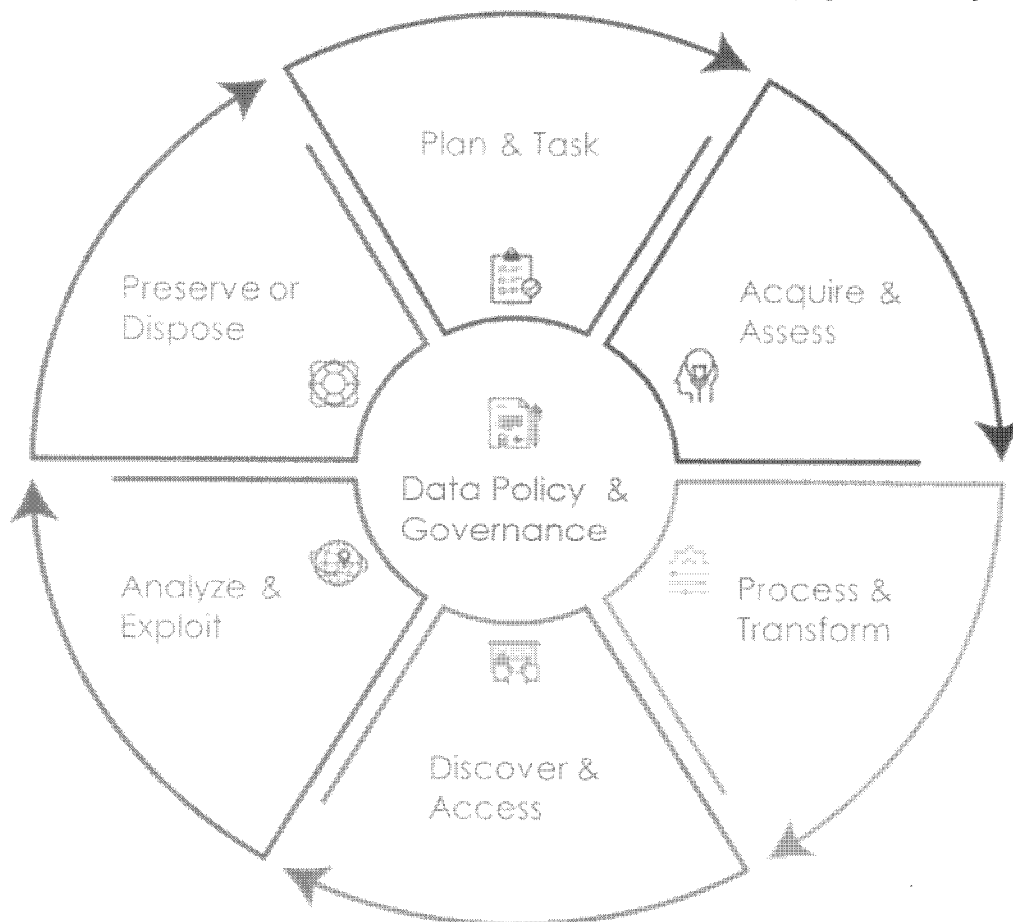 Plan & Task
Acquire &
Assess
Process &
Transform
Discover &
Access
Analyze &
Exploit
Preserve or
Dispose
Data Policy &
Governance